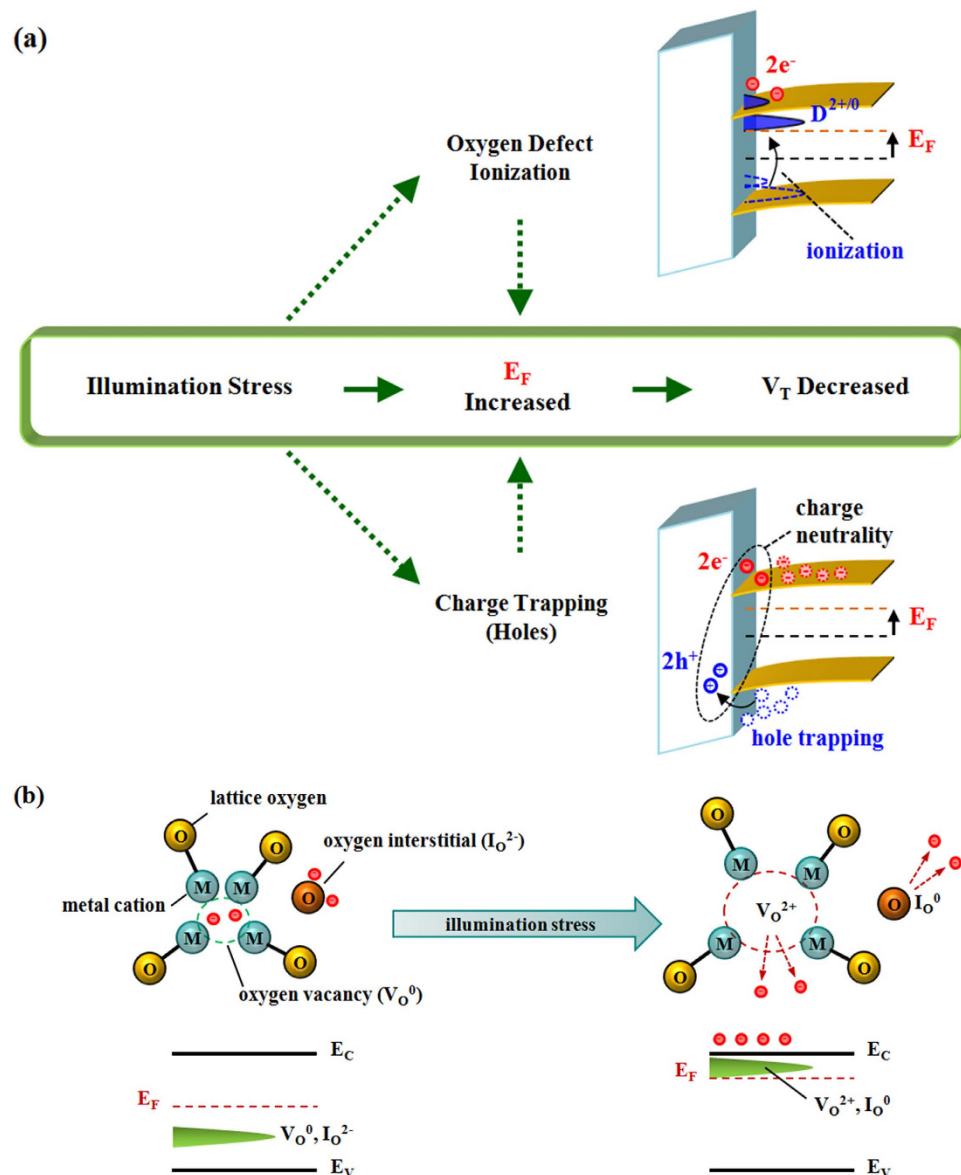 (a)
2e⁻
D²⁺/⁰
E_F
ionization
Oxygen Defect
Ionization
Illumination Stress
E_F
Increased
V_T Decreased
Charge Trapping
(Holes)
charge
neutrality
2e⁻
E_F
2h⁺
hole trapping
(b)
lattice oxygen
O
O
oxygen interstitial (I_O²⁻)
M
M
O
metal cation
M
M
O
O
oxygen vacancy (V_O⁰)
illumination stress
O
O
M
M
O
I_O⁰
V_O²⁺
M
M
O
O
E_C
E_F
V_O⁰, I_O²⁻
E_V
E_C
E_F
V_O²⁺, I_O⁰
E_V